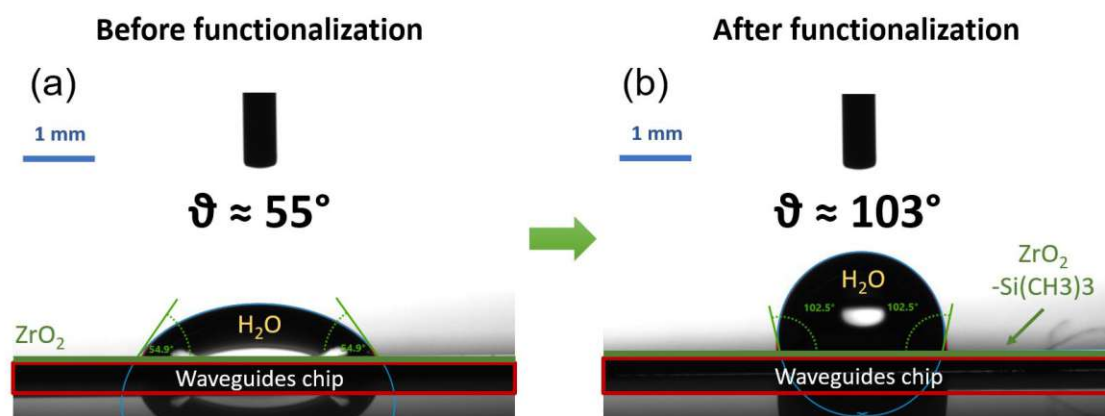 Before functionalization
After functionalization
(a)
1 mm
ϑ ≈ 55°
H₂O
54.9°
54.9°
ZrO₂
Waveguides chip
(b)
1 mm
ϑ ≈ 103°
H₂O
102.5°
102.5°
ZrO₂
-Si(CH3)3
Waveguides chip